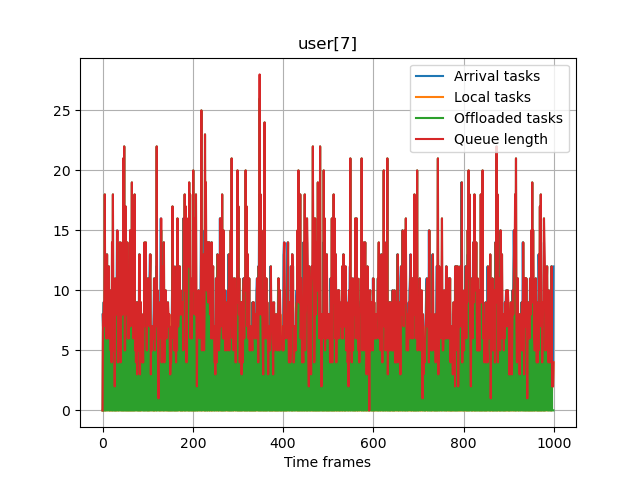 user[7]
Arrival tasks
Local tasks
Offloaded tasks
Queue length
25
20
15
10
5
0
0 200 400 600 800 1000
Time frames